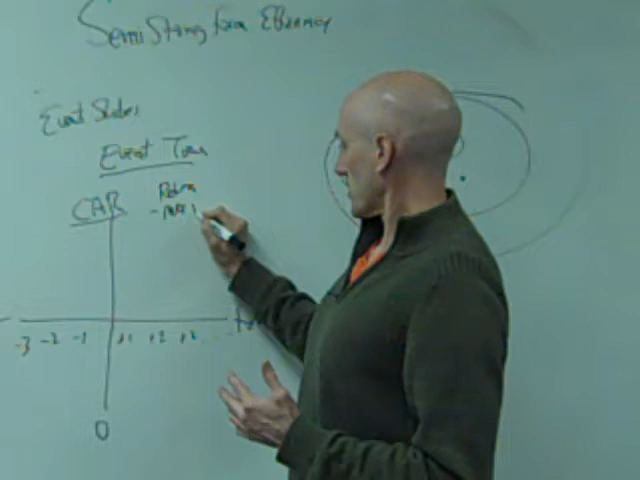 Semi Strong form Efficiency
Event Studies
Event Time
CAR
Return
-3 -2 -1 +1 +2 +3
0